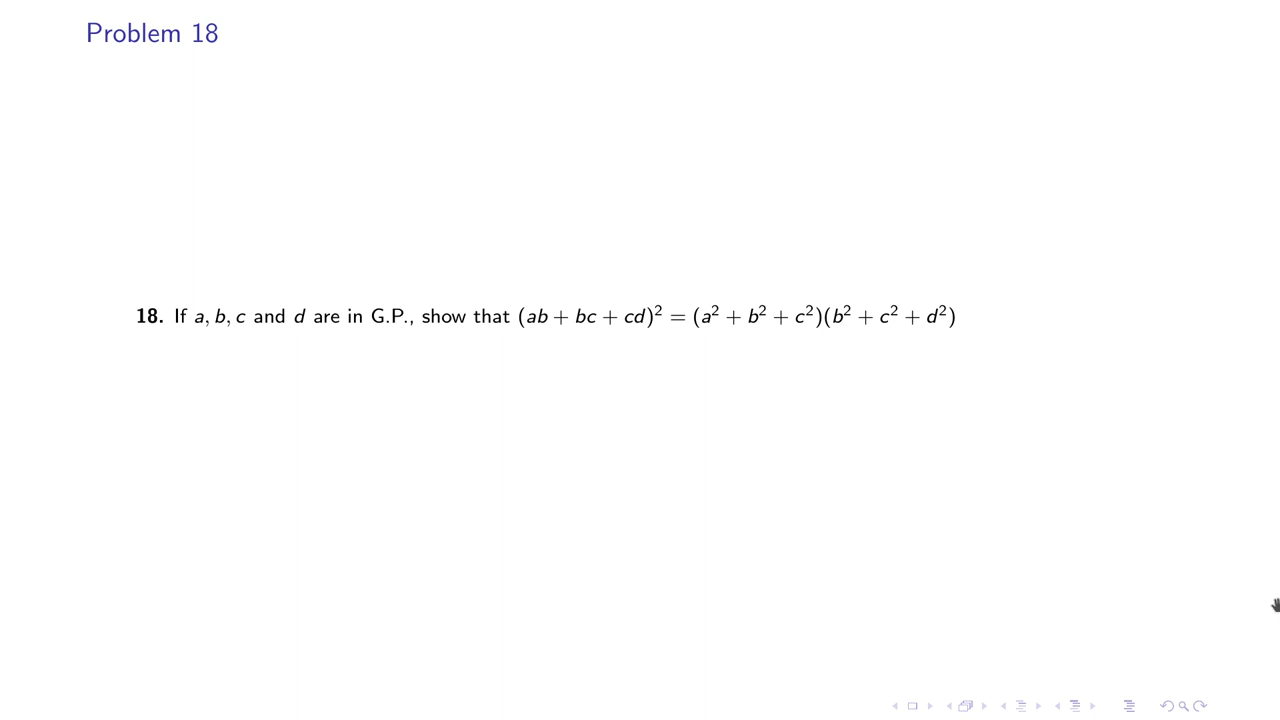 Problem 18
18. If a, b, c and d are in G.P., show that (ab + bc + cd)² = (a² + b² + c²)(b² + c² + d²)